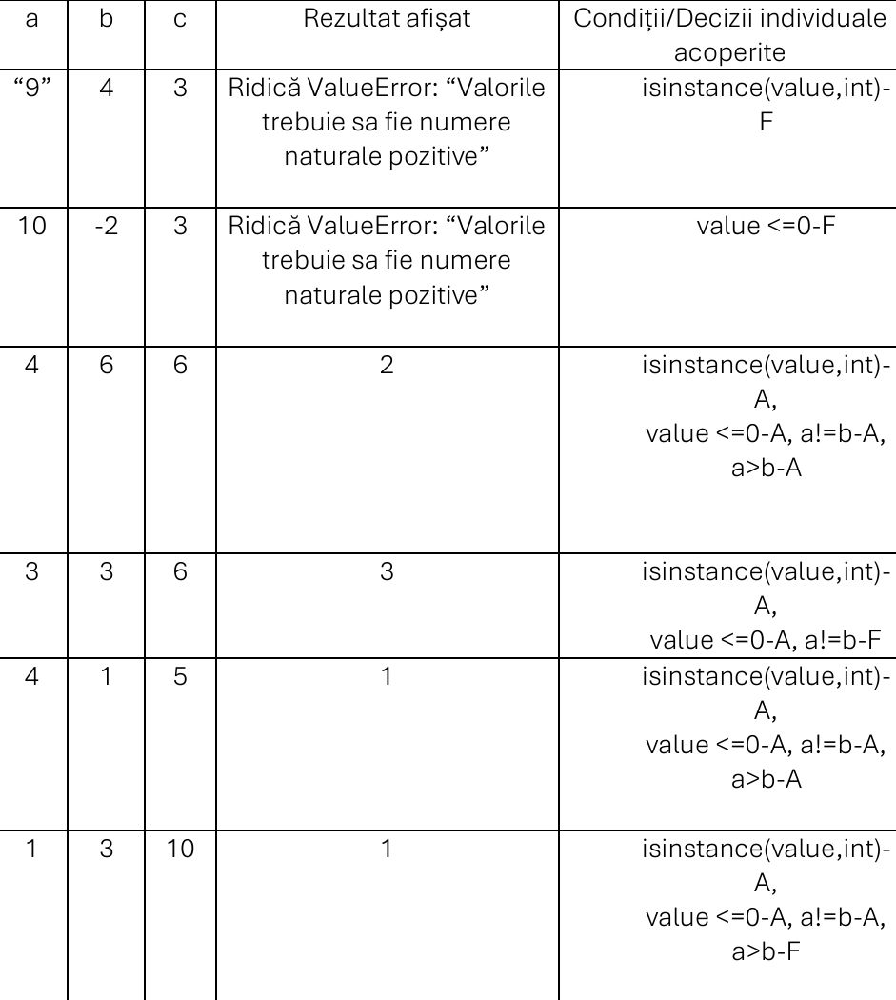 a b c Rezultat afișat Condiții/Decizii individuale
acoperite
“9” 4 3 Ridică ValueError: “Valorile isinstance(value,int)-
trebuie sa fie numere F
naturale pozitive”
10 -2 3 Ridică ValueError: “Valorile value <=0-F
trebuie sa fie numere
naturale pozitive”
4 6 6 2 isinstance(value,int)-
A,
value <=0-A, a!=b-A,
a>b-A
3 3 6 3 isinstance(value,int)-
A,
value <=0-A, a!=b-F
4 1 5 1 isinstance(value,int)-
A,
value <=0-A, a!=b-A,
a>b-A
1 3 10 1 isinstance(value,int)-
A,
value <=0-A, a!=b-A,
a>b-F